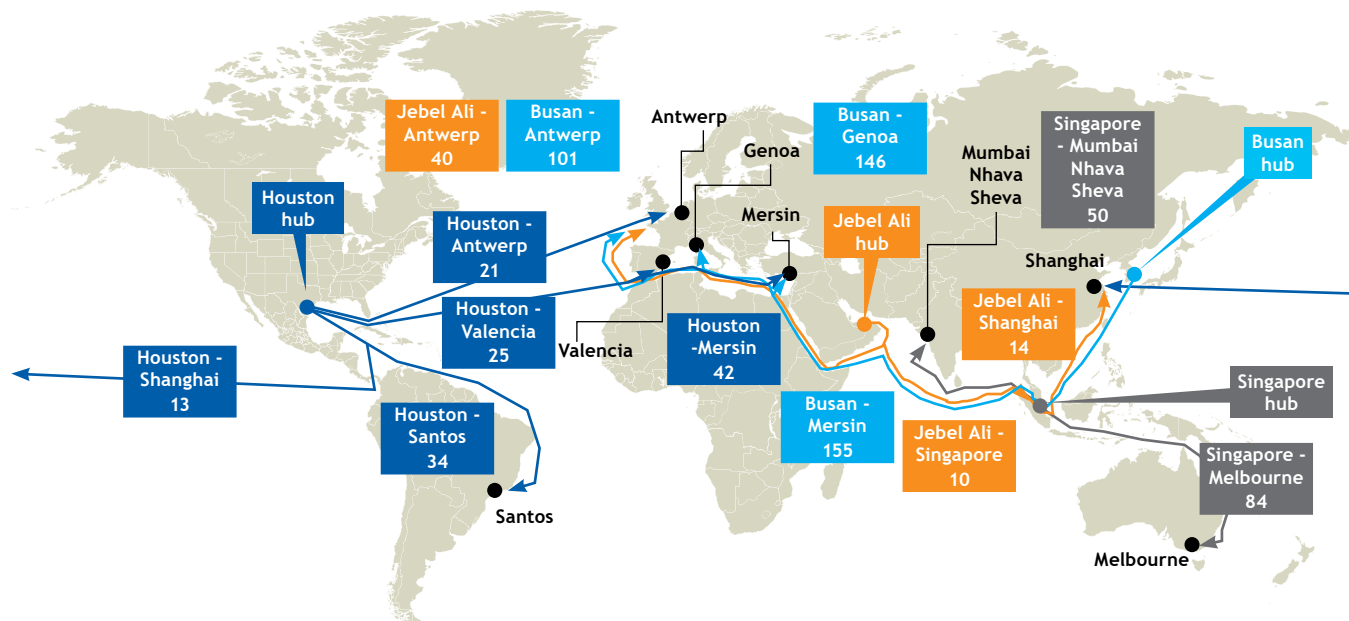 Jebel Ali -
Antwerp
40
Busan -
Antwerp
101
Antwerp
Genoa
Mersin
Busan -
Genoa
146
Mumbai
Nhava
Sheva
Singapore
- Mumbai
Nhava
Sheva
50
Busan
hub
Houston
hub
Houston -
Antwerp
21
Jebel Ali
hub
Shanghai
Houston -
Valencia
25
Valencia
Houston
-Mersin
42
Jebel Ali -
Shanghai
14
Houston -
Shanghai
13
Houston -
Santos
34
Busan -
Mersin
155
Jebel Ali -
Singapore
10
Singapore
hub
Singapore -
Melbourne
84
Santos
Melbourne